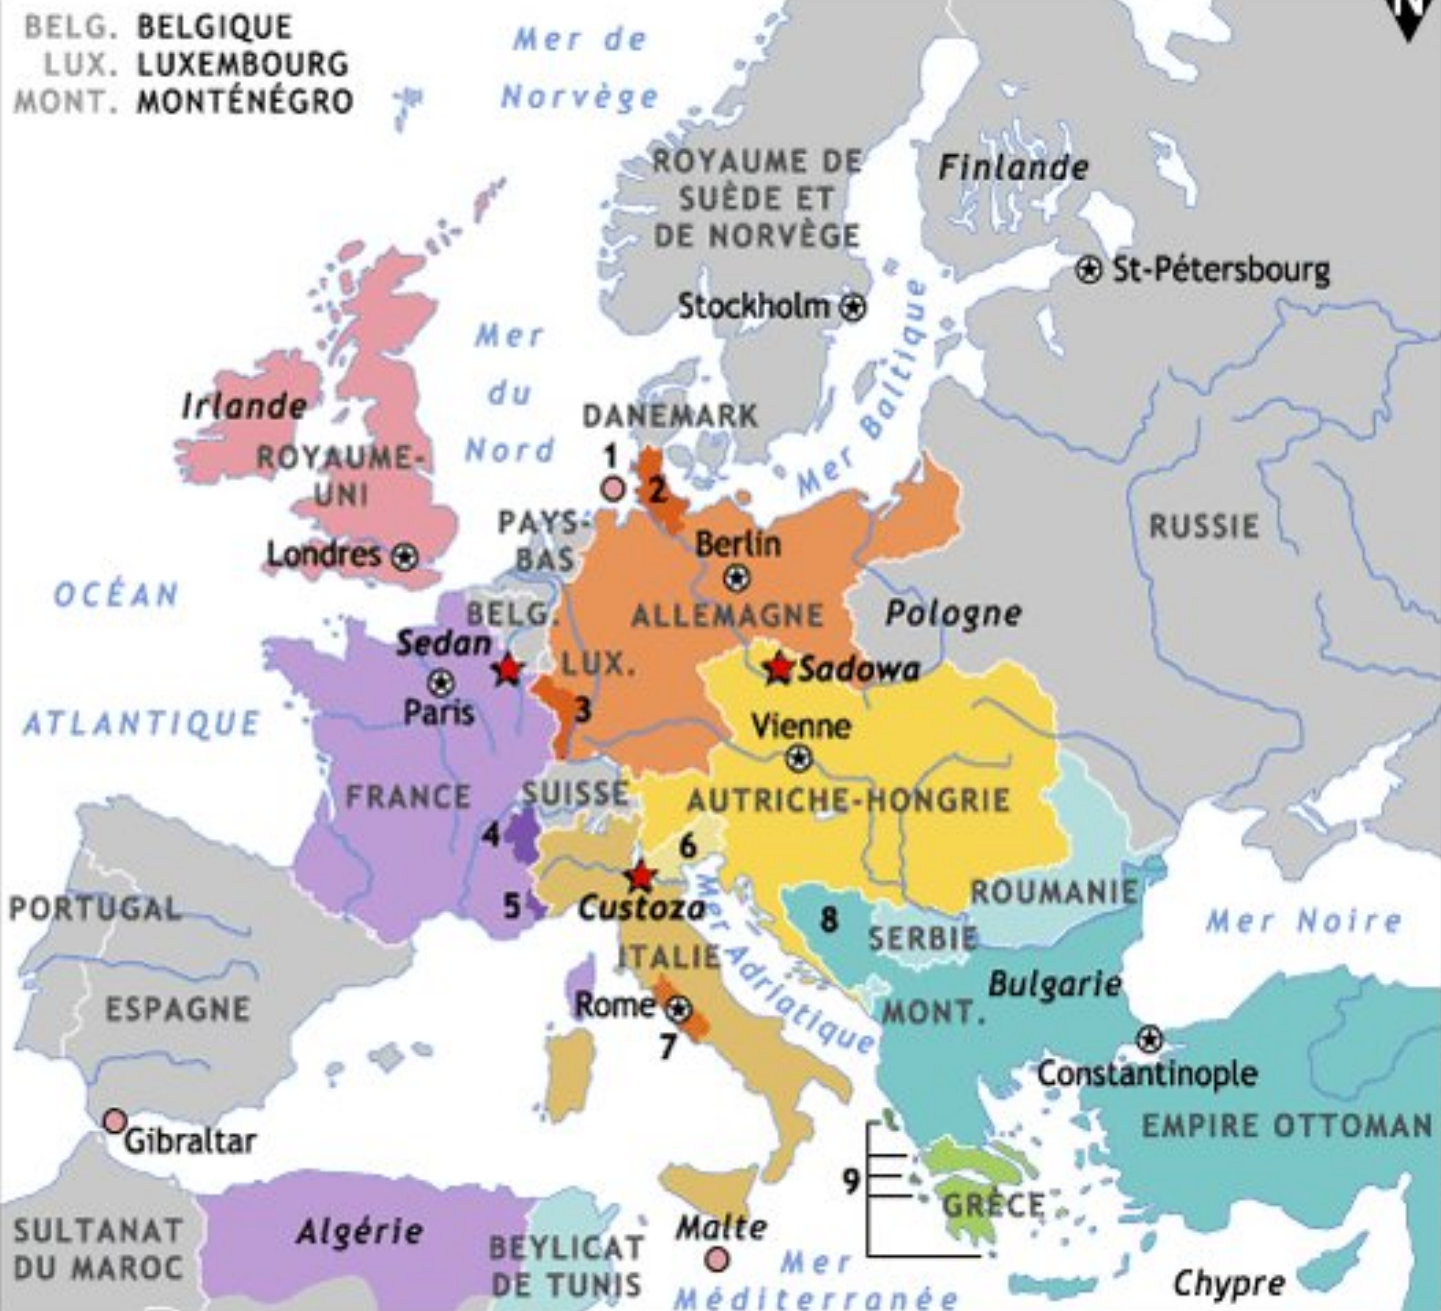 BELG. BELGIQUE
LUX. LUXEMBOURG
MONT. MONTÉNÉGRO
N
Mer de
Norvège
ROYAUME DE
SUÈDE ET
DE NORVÈGE
Finlande
St-Pétersbourg
Stockholm
Mer
du
Nord
Mer Baltique
Irlande
ROYAUME-
UNI
Londres
DANEMARK
1
2
PAYS-
BAS
Berlin
RUSSIE
OCÉAN
ATLANTIQUE
BELG.
ALLEMAGNE
Pologne
Sedan
LUX.
Sadowa
Paris
3
Vienne
FRANCE
SUISSE
AUTRICHE-HONGRIE
4
6
5
Custoza
ROUMANIE
PORTUGAL
8
SERBIE
Mer Noire
Mer Adriatique
ITALIE
Bulgarie
ESPAGNE
Rome
MONT.
7
Constantinople
EMPIRE OTTOMAN
Gibraltar
9
GRÈCE
SULTANAT
DU MAROC
Algérie
BEYLICAT
DE TUNIS
Malte
Mer
Méditerranée
Chypre